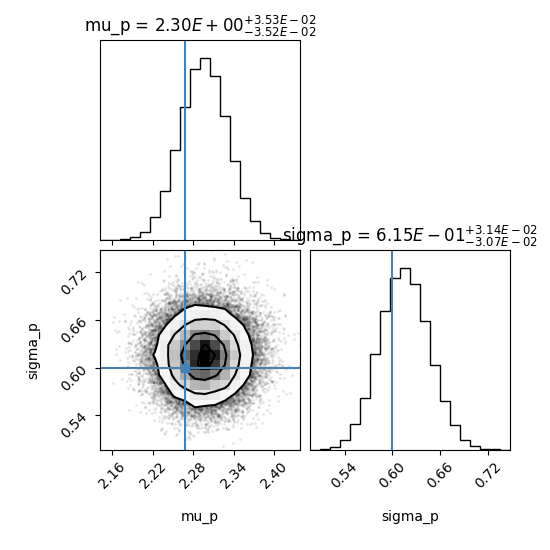 mu_p = 2.30E + 00+3.53E − 02
−3.52E − 02
sigma_p = 6.15E − 01+3.14E − 02
−3.07E − 02
0.72
0.66
0.60
0.54
sigma_p
2.16 2.22 2.28 2.34 2.40
mu_p
0.54 0.60 0.66 0.72
sigma_p